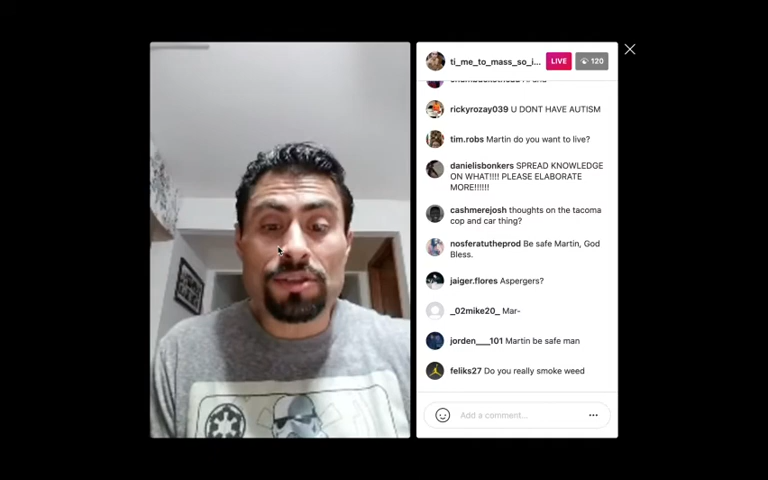 ti_me_to_mass_so_i... LIVE 120
rickyrozay039 U DONT HAVE AUTISM
tim.robs Martin do you want to live?
danielisbonkers SPREAD KNOWLEDGE
ON WHAT!!!! PLEASE ELABORATE
MORE!!!!!!
cashmerejosh thoughts on the tacoma
cop and car thing?
nosferatutheprod Be safe Martin, God
Bless.
jaiger.flores Aspergers?
_02mike20_ Mar-
jorden___101 Martin be safe man
feliks27 Do you really smoke weed
Add a comment...